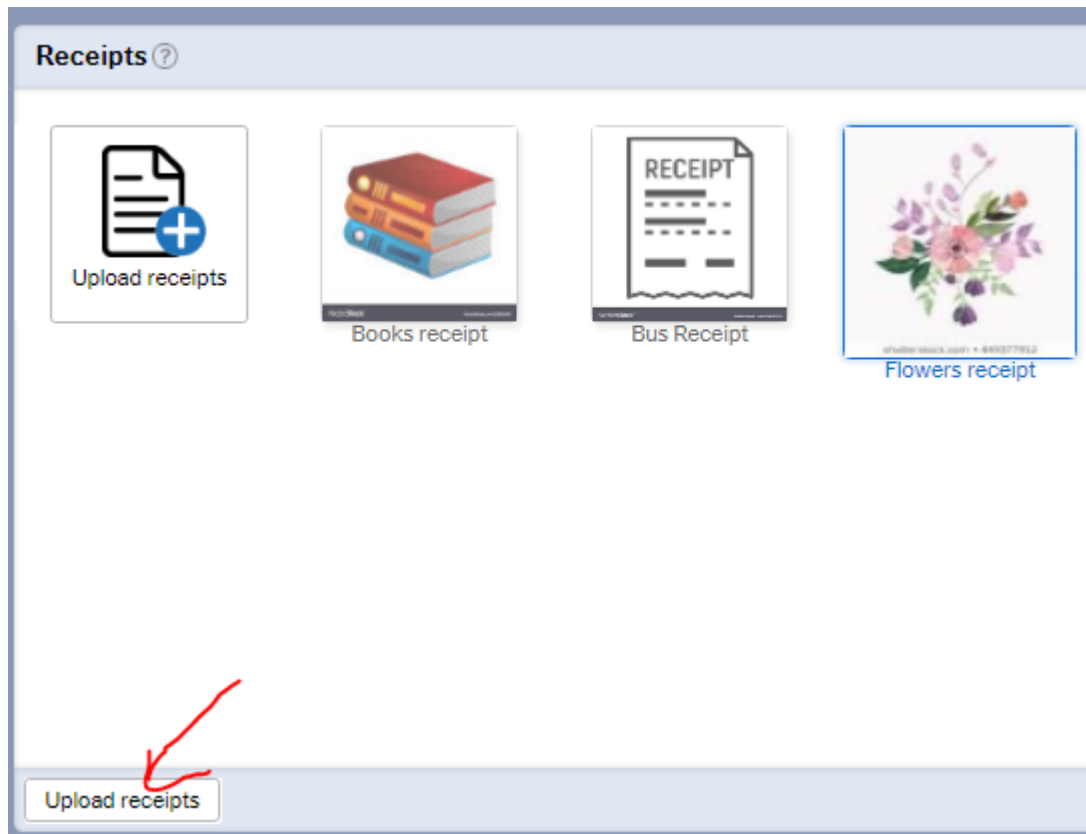 Receipts ?
Upload receipts
Books receipt
RECEIPT
Bus Receipt
Flowers receipt
Upload receipts